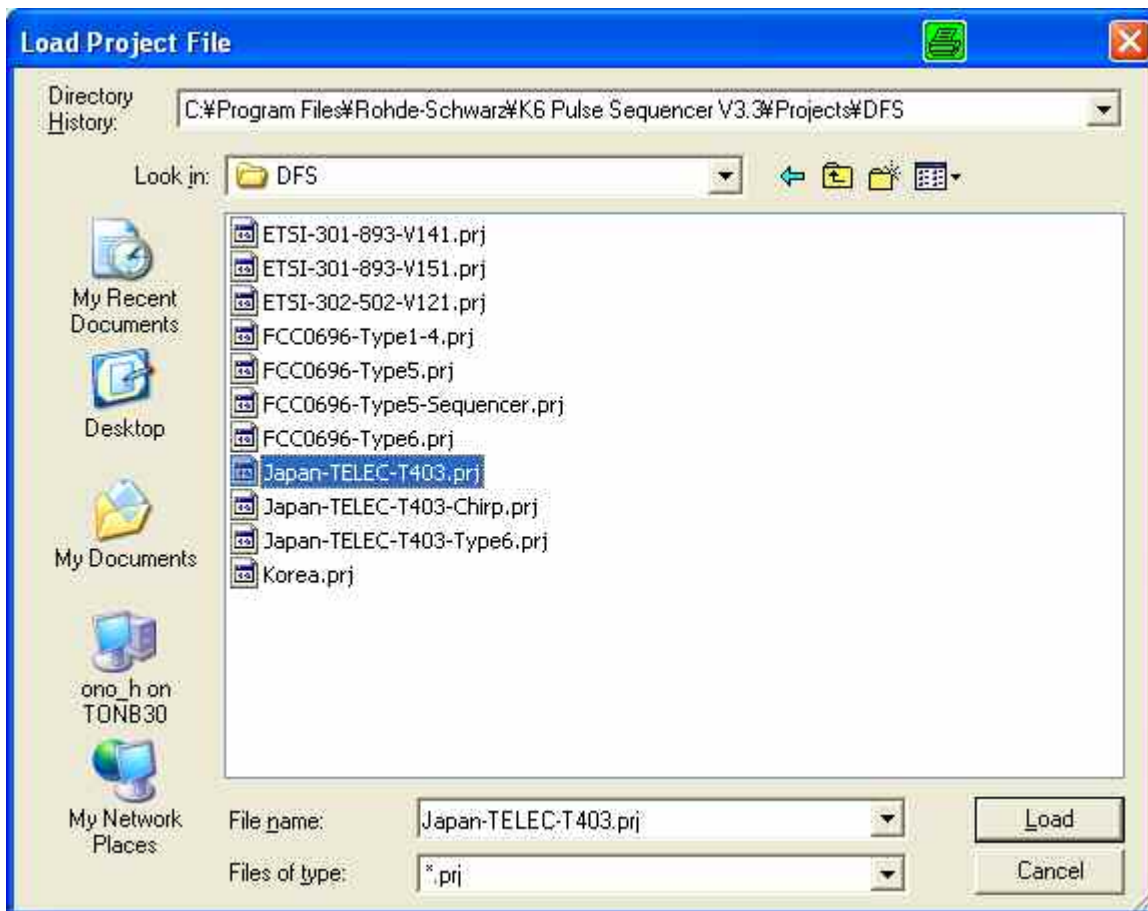 Load Project File
Directory
History:
C:¥Program Files¥Rohde-Schwarz¥K6 Pulse Sequencer V3.3¥Projects¥DFS
Look in:
DFS
ETSI-301-893-V141.prj
ETSI-301-893-V151.prj
ETSI-302-502-V121.prj
FCC0696-Type1-4.prj
FCC0696-Type5.prj
FCC0696-Type5-Sequencer.prj
FCC0696-Type6.prj
Japan-TELEC-T403.prj
Japan-TELEC-T403-Chirp.prj
Japan-TELEC-T403-Type6.prj
Korea.prj
My Recent
Documents
Desktop
My Documents
ono_h on
TONB30
My Network
Places
File name:
Japan-TELEC-T403.prj
Load
Files of type:
*.prj
Cancel